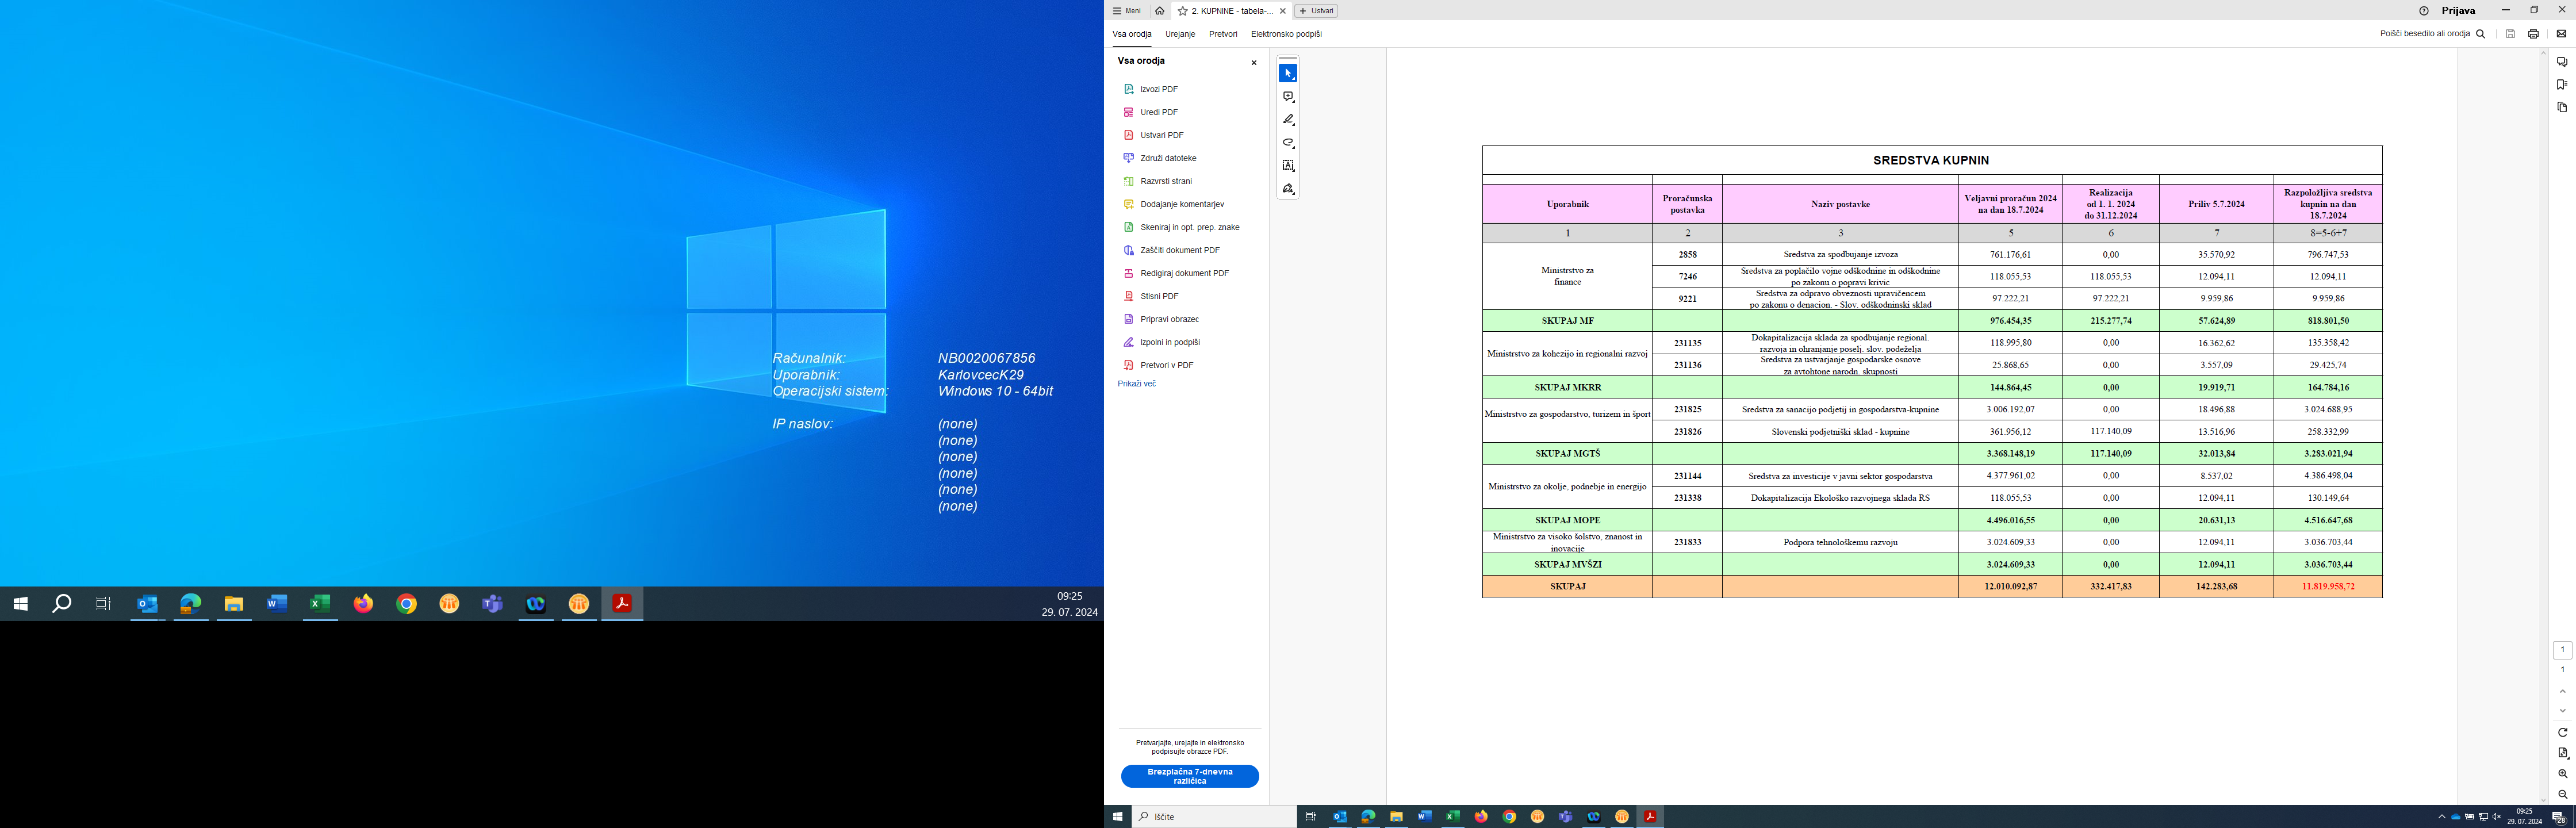 Računalnik: NB0020067856
Uporabnik: KarlovcecK29
Operacijski sistem: Windows 10 - 64bit
IP naslov: (none)
(none)
(none)
(none)
(none)
(none)
09:25
29. 07. 2024
Meni
2. KUPNINE - tabela-...
Ustvari
Prijava
Vsa orodja Urejanje Pretvori Elektronsko podpiši
Poišči besedilo ali orodja
Vsa orodja
Izvozi PDF
Uredi PDF
Ustvari PDF
Združi datoteke
Razvrsti strani
Dodajanje komentarjev
Skeniraj in opt. prep. znake
Zaščiti dokument PDF
Redigiraj dokument PDF
Stisni PDF
Pripravi obrazec
Izpolni in podpiši
Pretvori v PDF
Prikaži več
Pretvarjajte, urejajte in elektronsko
podpisujte obrazce PDF.
Brezplačna 7-dnevna
različica
SREDSTVA KUPNIN
Uporabnik
Proračunska
postavka
Naziv postavke
Veljavni proračun 2024
na dan 18.7.2024
Realizacija
od 1. 1. 2024
do 31.12.2024
Priliv 5.7.2024
Razpoložljiva sredstva
kupnin na dan
18.7.2024
1 2 3 5 6 7 8=5-6+7
Ministrstvo za
finance
2858 Sredstva za spodbujanje izvoza 761.176,61 0,00 35.570,92 796.747,53
7246 Sredstva za poplačilo vojne odškodnine in odškodnine
po zakonu o popravi krivic
118.055,53 118.055,53 12.094,11 12.094,11
9221 Sredstva za odpravo obveznosti upravičencem
po zakonu o denacion. - Slov. odškodninski sklad
97.222,21 97.222,21 9.959,86 9.959,86
SKUPAJ MF 976.454,35 215.277,74 57.624,89 818.801,50
Ministrstvo za kohezijo in regionalni razvoj
231135 Dokapitalizacija sklada za spodbujanje regional.
razvoja in ohranjanje poselj. slov. podeželja
118.995,80 0,00 16.362,62 135.358,42
231136 Sredstva za ustvarjanje gospodarske osnove
za avtohtone narodn. skupnosti
25.868,65 0,00 3.557,09 29.425,74
SKUPAJ MKRR 144.864,45 0,00 19.919,71 164.784,16
Ministrstvo za gospodarstvo, turizem in šport
231825 Sredstva za sanacijo podjetij in gospodarstva-kupnine 3.006.192,07 0,00 18.496,88 3.024.688,95
231826 Slovenski podjetniški sklad - kupnine 361.956,12 117.140,09 13.516,96 258.332,99
SKUPAJ MGTŠ 3.368.148,19 117.140,09 32.013,84 3.283.021,94
Ministrstvo za okolje, podnebje in energijo
231144 Sredstva za investicije v javni sektor gospodarstva 4.377.961,02 0,00 8.537,02 4.386.498,04
231338 Dokapitalizacija Ekološko razvojnega sklada RS 118.055,53 0,00 12.094,11 130.149,64
SKUPAJ MOPE 4.496.016,55 0,00 20.631,13 4.516.647,68
Ministrstvo za visoko šolstvo, znanost in
inovacije
231833 Podpora tehnološkemu razvoju 3.024.609,33 0,00 12.094,11 3.036.703,44
SKUPAJ MVŠZI 3.024.609,33 0,00 12.094,11 3.036.703,44
SKUPAJ 12.010.092,87 332.417,83 142.283,68 11.819.958,72
1
1
Iščite
09:25
29. 07. 2024
28